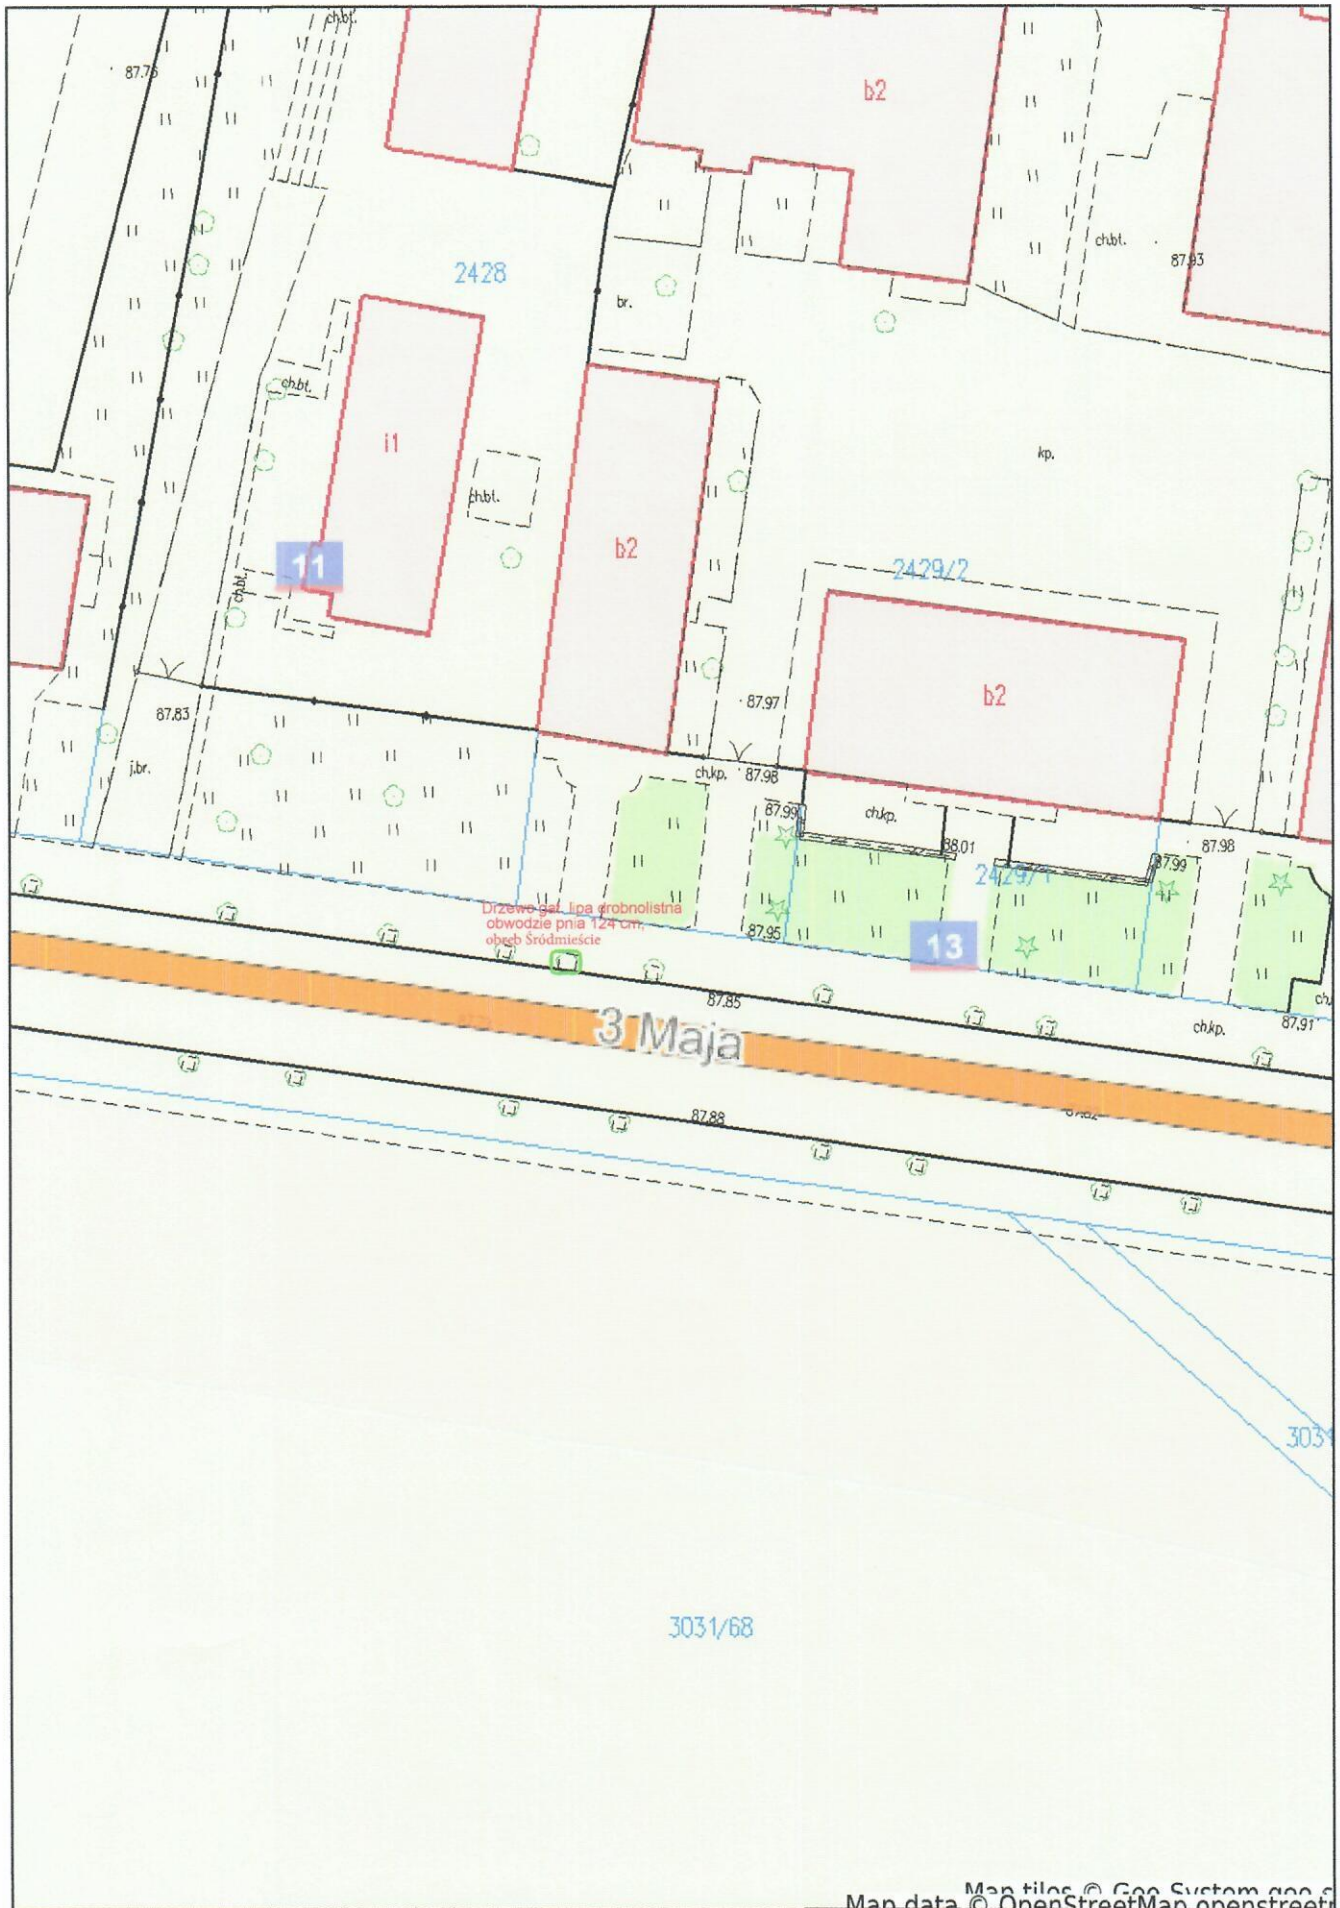 ch.bt.
87.76
b2
2428
ch.bt.
87.93
br.
ch.bt.
i1
kp.
ch.bt.
b2
11
2429/2
ch.bt.
b2
87.97
87.83
j.br.
ch.kp.
87.98
87.99
ch.kp.
88.01
87.98
87.99
2429/1
Drzewo gat. lipa drobnolistna
obwodzie pnia 124 cm,
obręb Śródmieście
87.95
13
87.85
ch.
87.91
ch.kp.
3 Maja
87.88
3031/68
Map tiles © Geo-System
Map data © OpenStreetMap